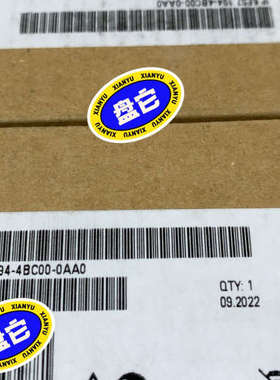 194-4BC00-0AA0
XIANYU XIANYU
盘它
XIANYU XIANYU
94-4BC00-0AA0
QTY: 1
09.2022
XIANYU
盘它
XIANYU